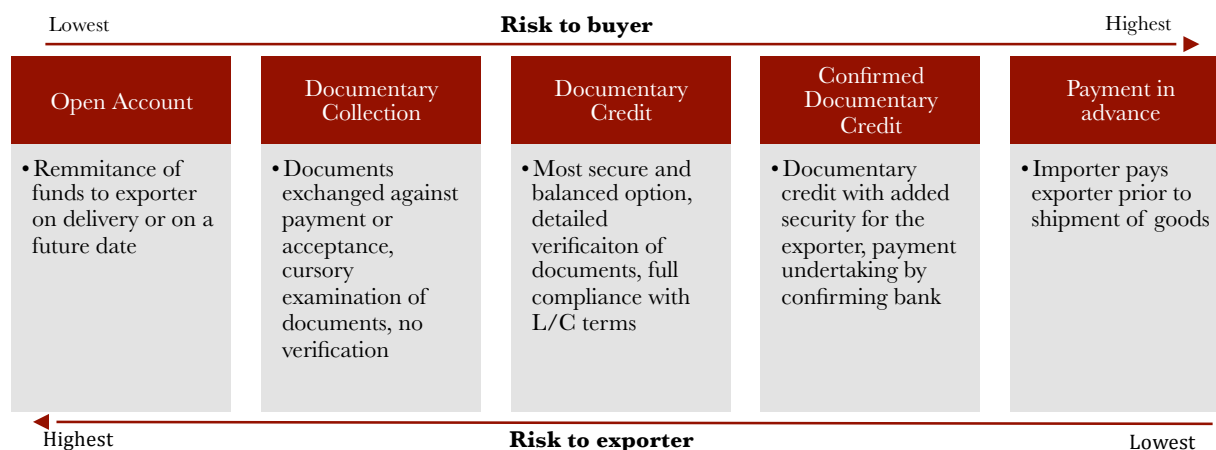 Lowest Risk to buyer Highest
Open Account
Documentary
Collection
Documentary
Credit
Confirmed
Documentary
Credit
Payment in
advance
•Remmitance of
funds to exporter
on delivery or on a
future date
•Documents
exchanged against
payment or
acceptance,
cursory
examination of
documents, no
verification
•Most secure and
balanced option,
detailed
verificaiton of
documents, full
compliance with
L/C terms
•Documentary
credit with added
security for the
exporter, payment
undertaking by
confirming bank
•Importer pays
exporter prior to
shipment of goods
Highest Risk to exporter Lowest